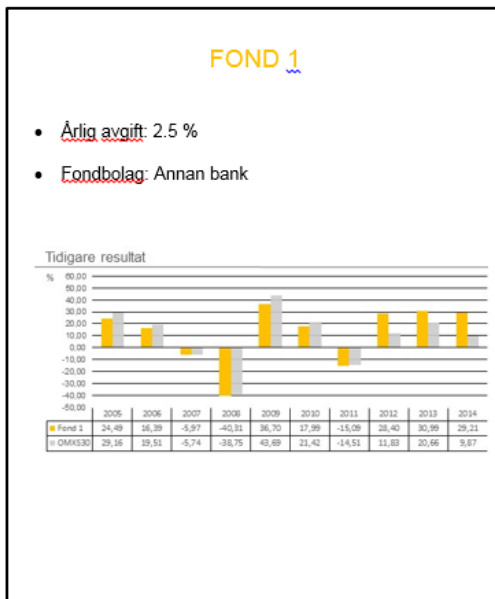 FOND 1
• Årlig avgift: 2.5 %
• Fondbolag: Annan bank
Tidigare resultat
%
60,00
50,00
40,00
30,00
20,00
10,00
0,00
-10,00
-20,00
-30,00
-40,00
-50,00
2005 2006 2007 2008 2009 2010 2011 2012 2013 2014
Fond 1 24,49 16,39 -5,97 -40,31 36,70 17,99 -15,09 28,40 30,99 29,21
OMXS30 29,16 19,51 -5,74 -38,75 43,69 21,42 -14,51 11,83 20,66 9,87